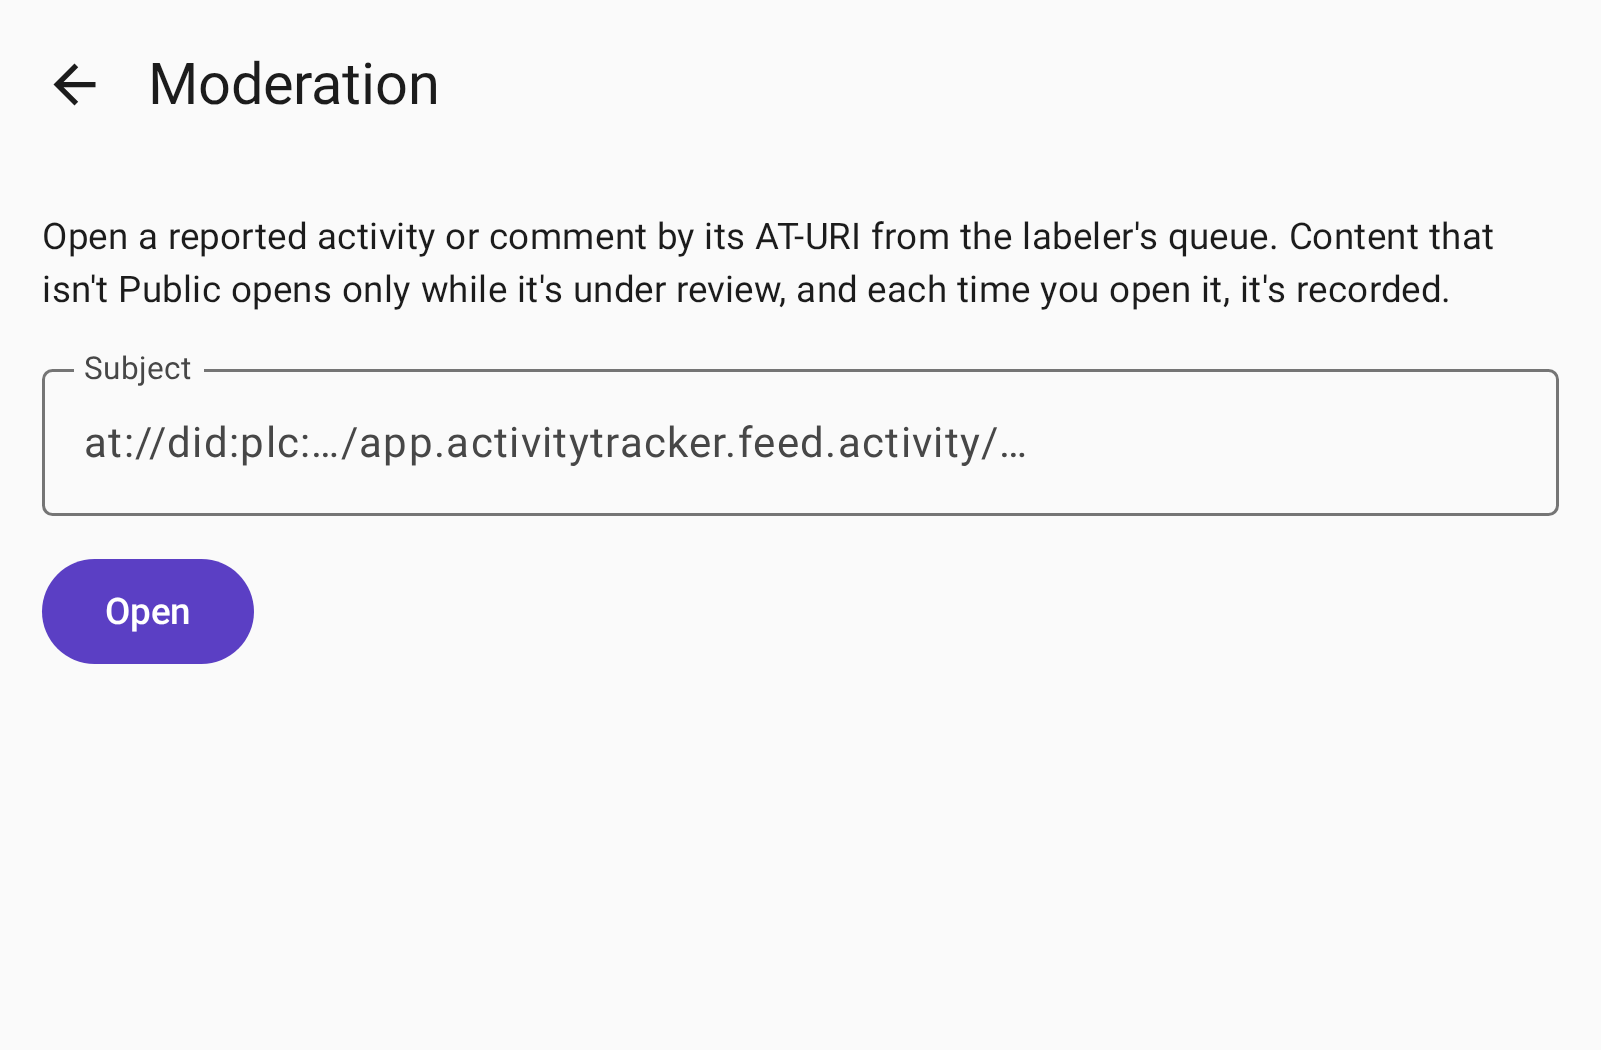 Moderation
Open a reported activity or comment by its AT-URI from the labeler's queue. Content that
isn't Public opens only while it's under review, and each time you open it, it's recorded.
Subject
at://did:plc:…/app.activitytracker.feed.activity/…
Open